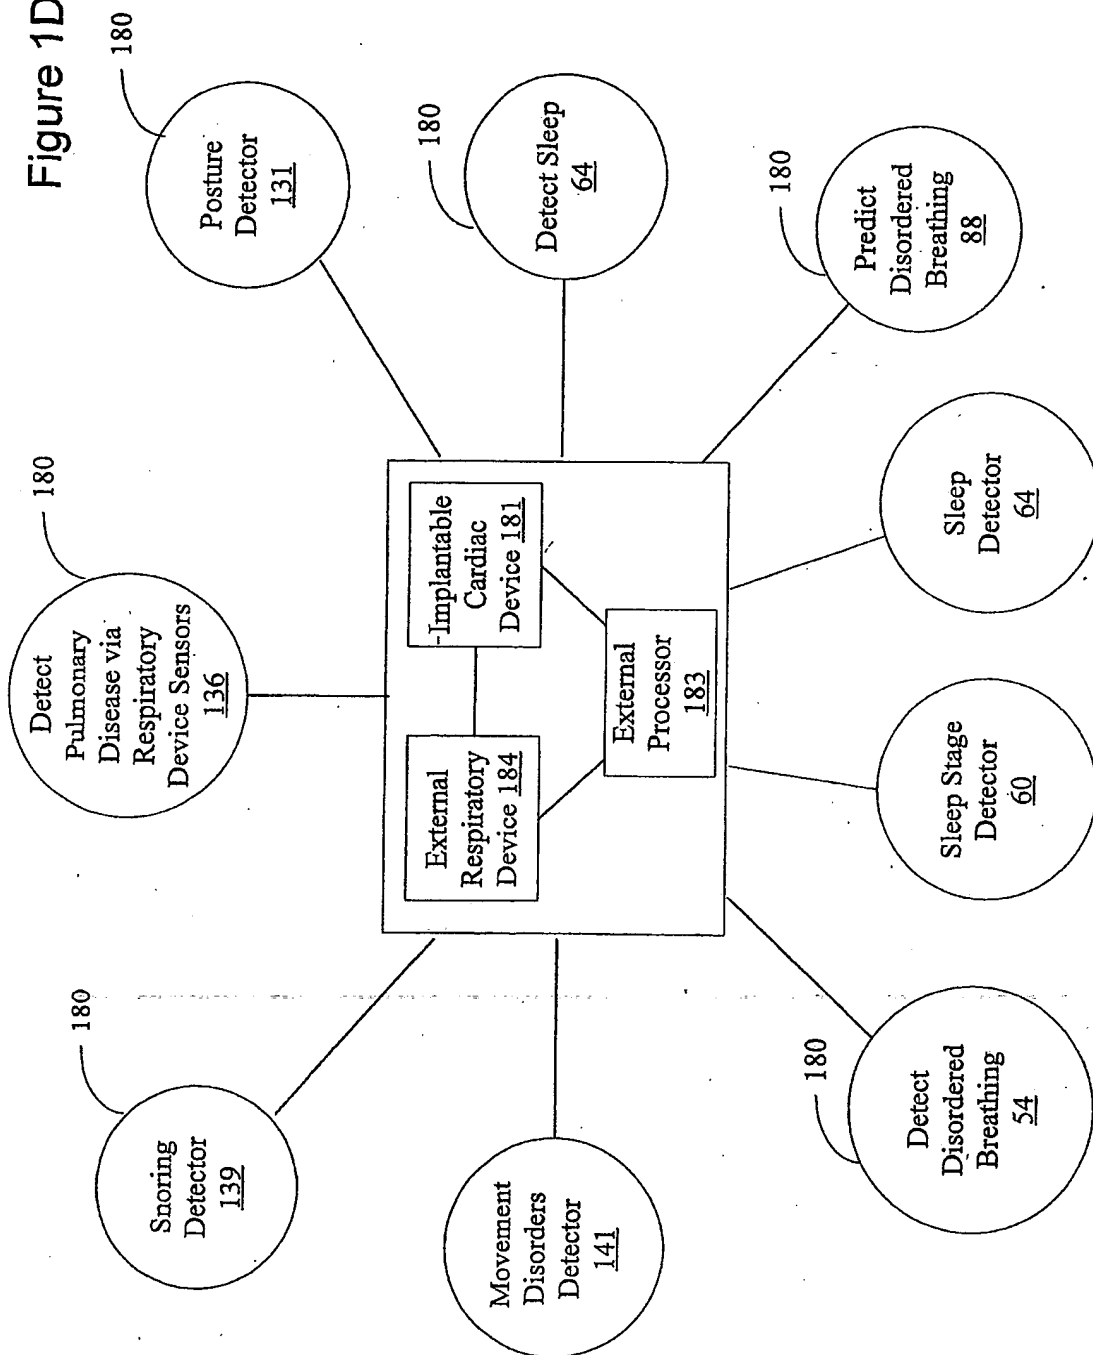 Figure 1D
180
Detect
Pulmonary
Disease via
Respiratory
Device Sensors
136
180
Posture
Detector
131
180
Detect Sleep
64
180
Predict
Disordered
Breathing
88
Sleep
Detector
64
Sleep Stage
Detector
60
180
Detect
Disordered
Breathing
54
Movement
Disorders
Detector
141
180
Snoring
Detector
139
External
Respiratory
Device 184
Implantable
Cardiac
Device 181
External
Processor
183